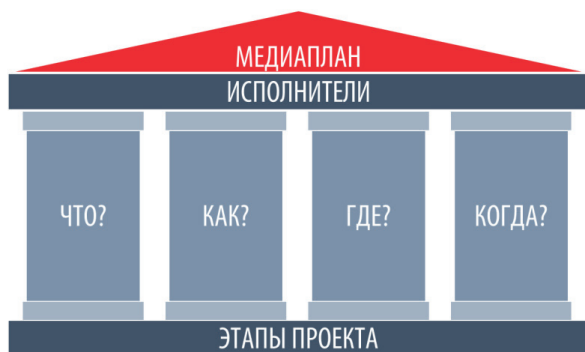 МЕДИАПЛАН
ИСПОЛНИТЕЛИ
ЧТО?
КАК?
ГДЕ?
КОГДА?
ЭТАПЫ ПРОЕКТА